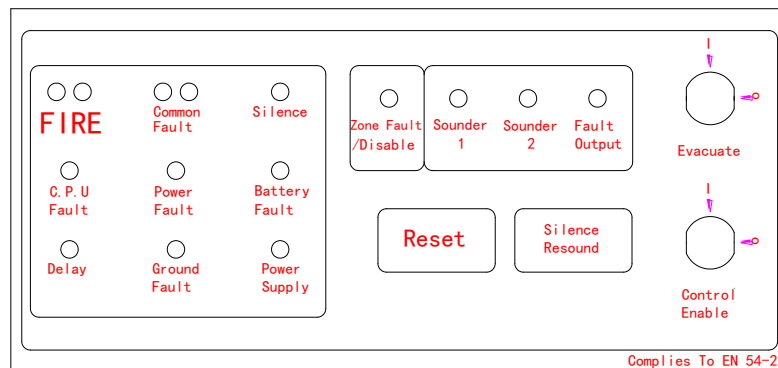 FIRE
Common
Fault
Silence
C.P.U
Fault
Power
Fault
Battery
Fault
Delay
Ground
Fault
Power
Supply
Zone Fault
/Disable
Sounder
1
Sounder
2
Fault
Output
Reset
Silence
Resound
I
O
Evacuate
I
O
Control
Enable
Complies To EN 54-2